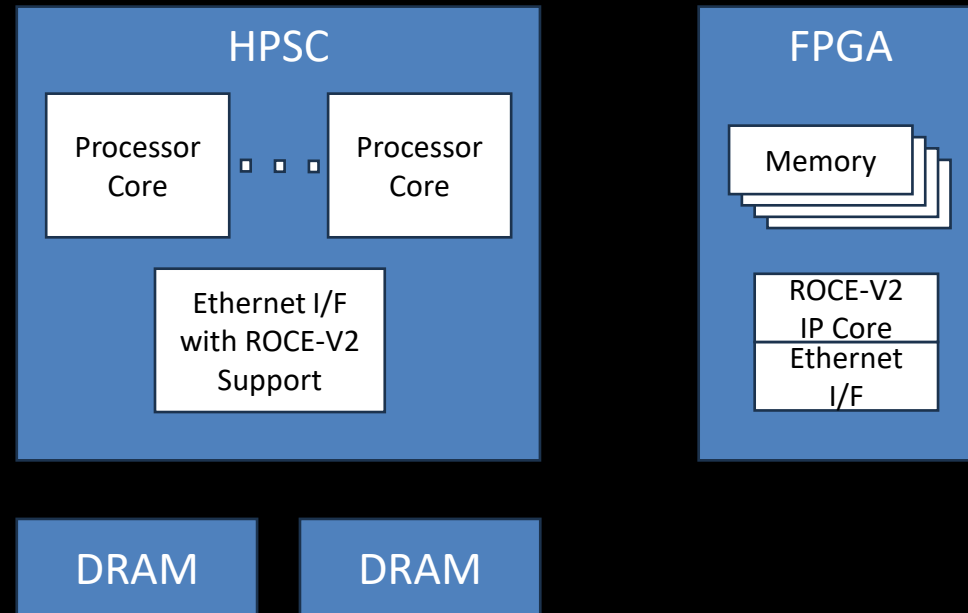 HPSC
Processor
Core
Processor
Core
Ethernet I/F
with ROCE-V2
Support
FPGA
Memory
ROCE-V2
IP Core
Ethernet
I/F
DRAM
DRAM